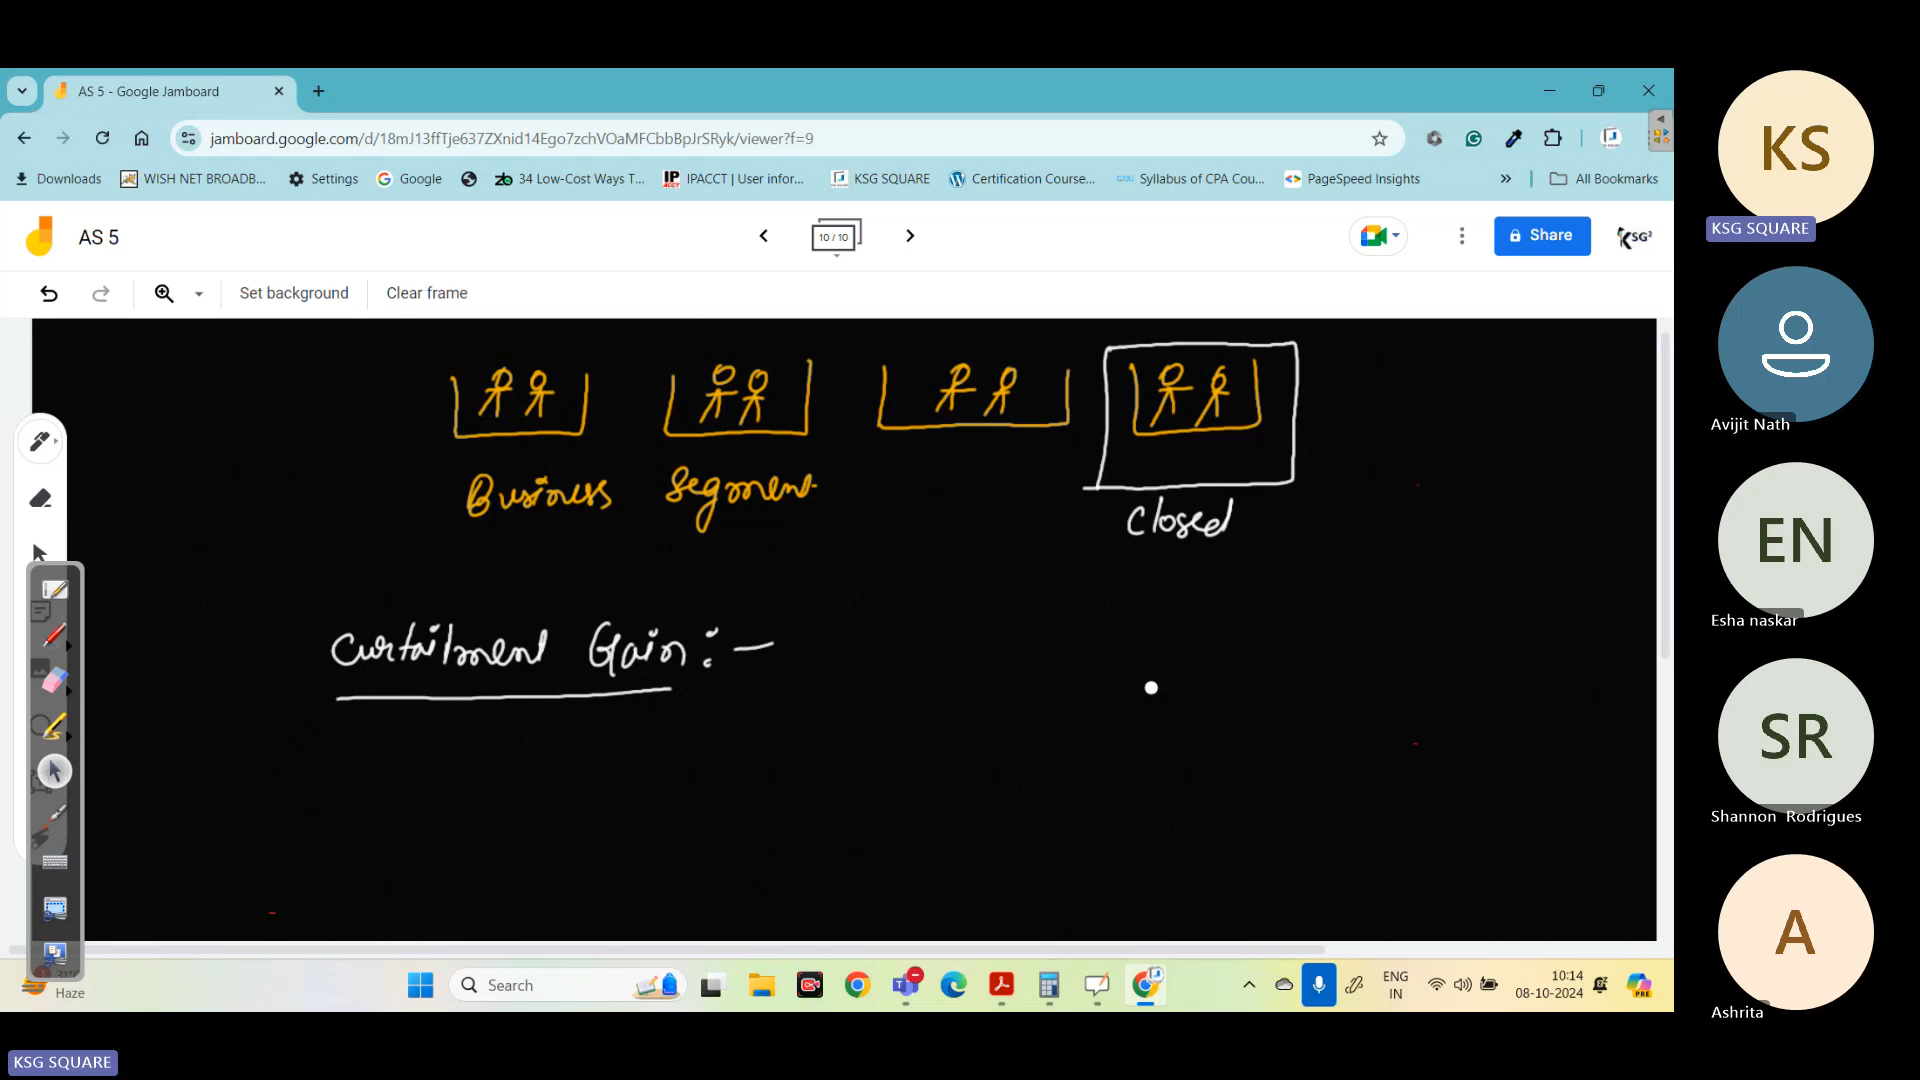 AS 5 - Google Jamboard
jamboard.google.com/d/18mJ13ffTje637ZXnid14Ego7zchVOaMFCbbBpJrSRyk/viewer?f=9
Downloads WISH NET BROADB... Settings Google 34 Low-Cost Ways T... IPACCT | User infor... KSG SQUARE Certification Course... Syllabus of CPA Cou... PageSpeed Insights » All Bookmarks
AS 5 10 / 10 Share KSG²
Set background Clear frame
Business Segment
Closed
Curtailment Gain :-
Haze
Search
ENG
IN
10:14
08-10-2024
KSG SQUARE
KS
KSG SQUARE
Avijit Nath
EN
Esha naskar
SR
Shannon Rodrigues
A
Ashrita